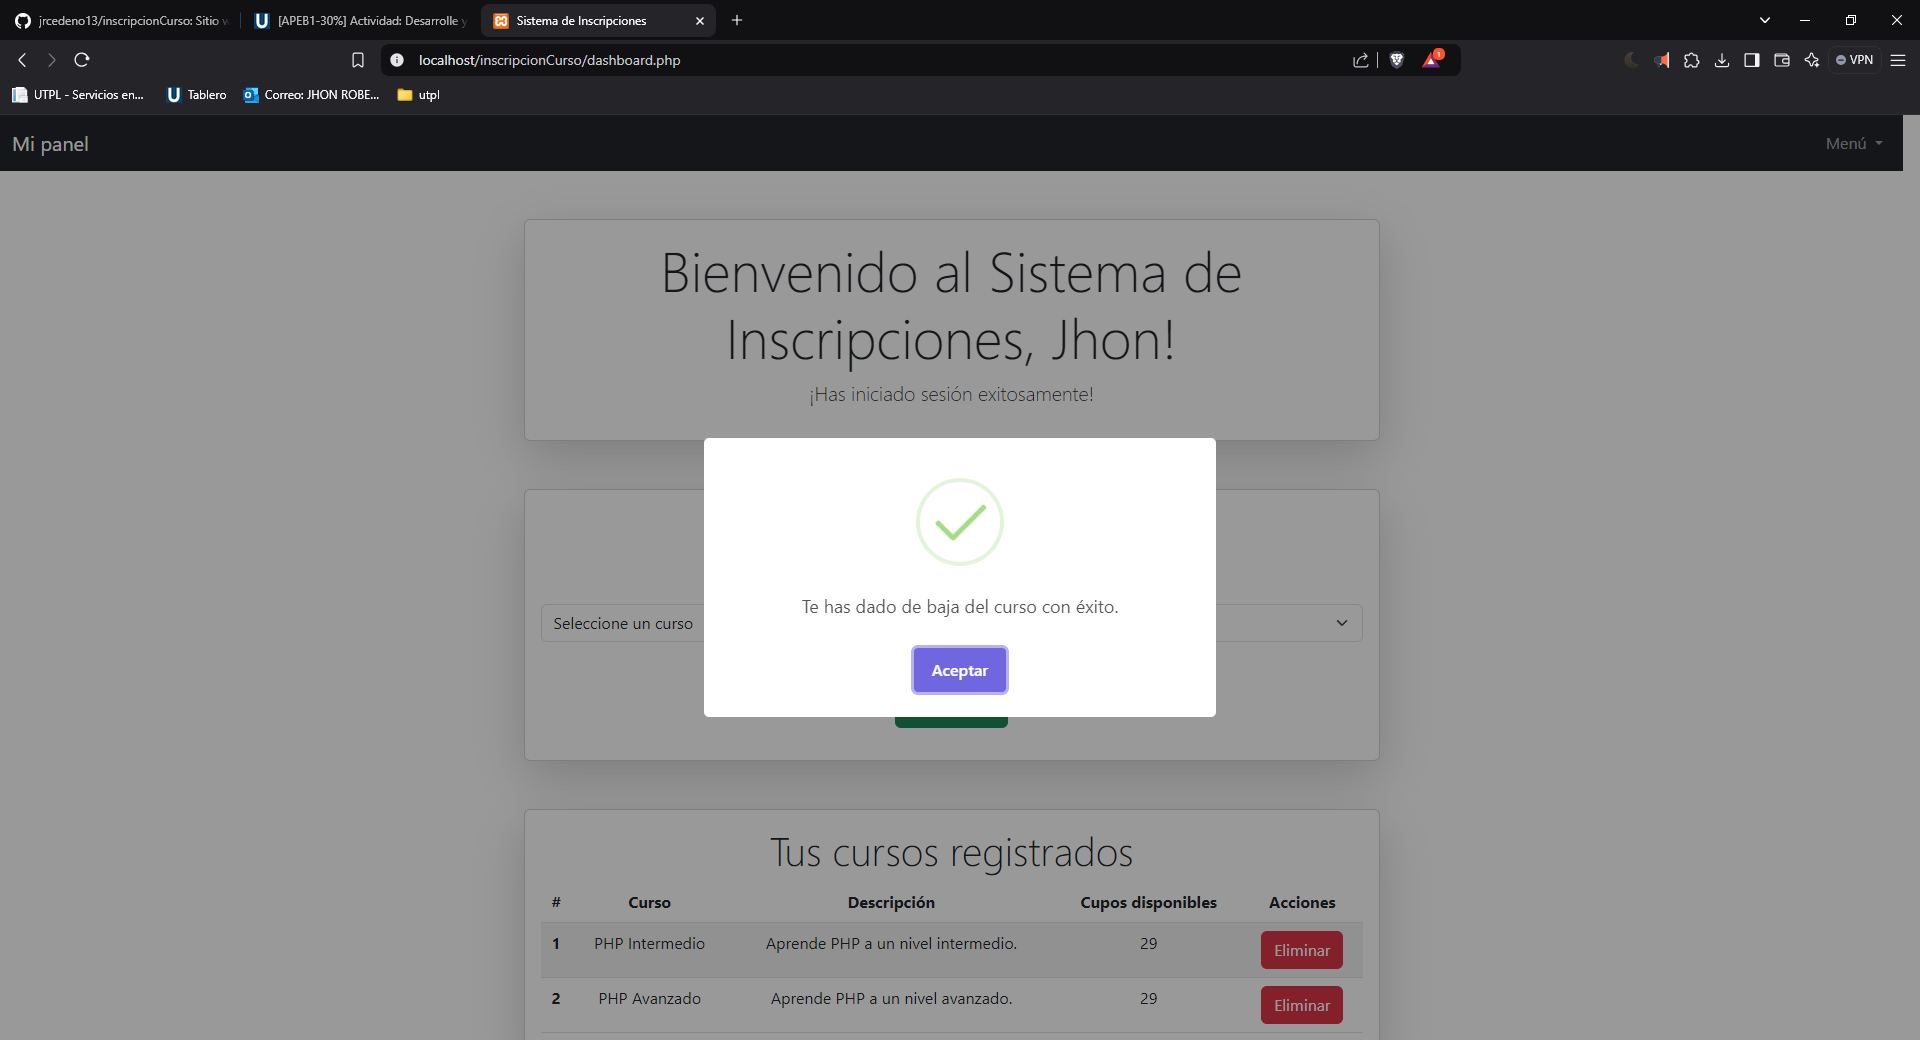 jrcedeno13/inscripcionCurso: Sitio w
[APEB1-30%] Actividad: Desarrolle y
Sistema de Inscripciones
localhost/inscripcionCurso/dashboard.php
1
VPN
UTPL - Servicios en...
Tablero
Correo: JHON ROBE...
utpl
Mi panel
Menú
Bienvenido al Sistema de
Inscripciones, Jhon!
¡Has iniciado sesión exitosamente!
Te has dado de baja del curso con éxito.
Seleccione un curso
Aceptar
Tus cursos registrados
# Curso Descripción Cupos disponibles Acciones
1 PHP Intermedio Aprende PHP a un nivel intermedio. 29 Eliminar
2 PHP Avanzado Aprende PHP a un nivel avanzado. 29 Eliminar